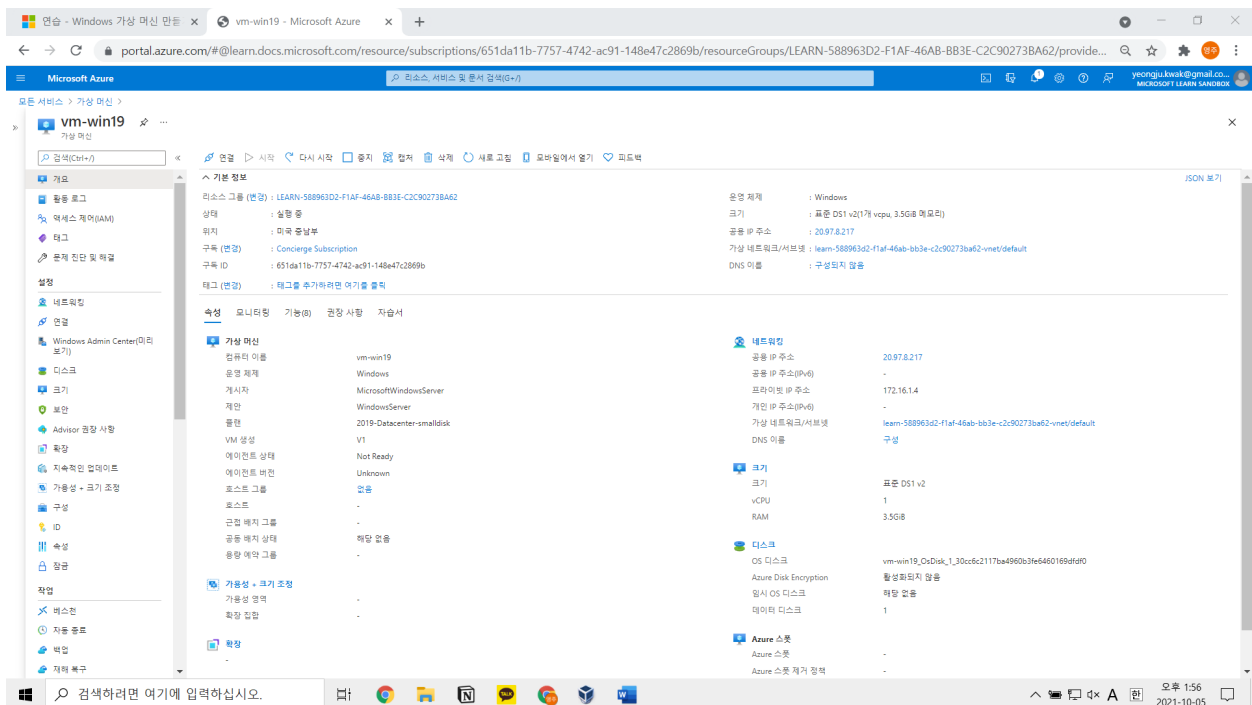 연습 - Windows 가상 머신 만들
vm-win19 - Microsoft Azure
portal.azure.com/#@learn.docs.microsoft.com/resource/subscriptions/651da11b-7757-4742-ac91-148e47c2869b/resourceGroups/LEARN-588963D2-F1AF-46AB-BB3E-C2C90273BA62/provide...
영주
Microsoft Azure
리소스, 서비스 및 문서 검색(G+/)
1
yeongju.kwak@gmail.co...
MICROSOFT LEARN SANDBOX
모든 서비스 > 가상 머신 >
vm-win19
가상 머신
검색(Ctrl+/)
연결 시작 다시 시작 중지 캡처 삭제 새로 고침 모바일에서 열기 피드백
개요
활동 로그
액세스 제어(IAM)
태그
문제 진단 및 해결
설정
네트워킹
연결
Windows Admin Center(미리
보기)
디스크
크기
보안
Advisor 권장 사항
확장
지속적인 업데이트
가용성 + 크기 조정
구성
ID
속성
잠금
작업
베스천
자동 종료
백업
재해 복구
기본 정보
JSON 보기
리소스 그룹 (변경) : LEARN-588963D2-F1AF-46AB-BB3E-C2C90273BA62
상태 : 실행 중
위치 : 미국 중남부
구독 (변경) : Concierge Subscription
구독 ID : 651da11b-7757-4742-ac91-148e47c2869b
태그 (변경) : 태그를 추가하려면 여기를 클릭
운영 체제 : Windows
크기 : 표준 DS1 v2(1개 vcpu, 3.5GiB 메모리)
공용 IP 주소 : 20.97.8.217
가상 네트워크/서브넷 : learn-588963d2-f1af-46ab-bb3e-c2c90273ba62-vnet/default
DNS 이름 : 구성되지 않음
속성 모니터링 기능(8) 권장 사항 자습서
가상 머신
컴퓨터 이름 vm-win19
운영 체제 Windows
게시자 MicrosoftWindowsServer
제안 WindowsServer
플랜 2019-Datacenter-smalldisk
VM 생성 V1
에이전트 상태 Not Ready
에이전트 버전 Unknown
호스트 그룹 없음
호스트 -
근접 배치 그룹 -
공동 배치 상태 해당 없음
용량 예약 그룹 -
가용성 + 크기 조정
가용성 영역 -
확장 집합 -
확장
-
네트워킹
공용 IP 주소 20.97.8.217
공용 IP 주소(IPv6) -
프라이빗 IP 주소 172.16.1.4
개인 IP 주소(IPv6) -
가상 네트워크/서브넷 learn-588963d2-f1af-46ab-bb3e-c2c90273ba62-vnet/default
DNS 이름 구성
크기
크기 표준 DS1 v2
vCPU 1
RAM 3.5GiB
디스크
OS 디스크 vm-win19_OsDisk_1_30cc6c2117ba4960b3fe6460169dfdf0
Azure Disk Encryption 활성화되지 않음
임시 OS 디스크 해당 없음
데이터 디스크 1
Azure 스폿
Azure 스폿 -
Azure 스폿 제거 정책 -
검색하려면 여기에 입력하십시오.
TALK
A 한
오후 1:56
2021-10-05